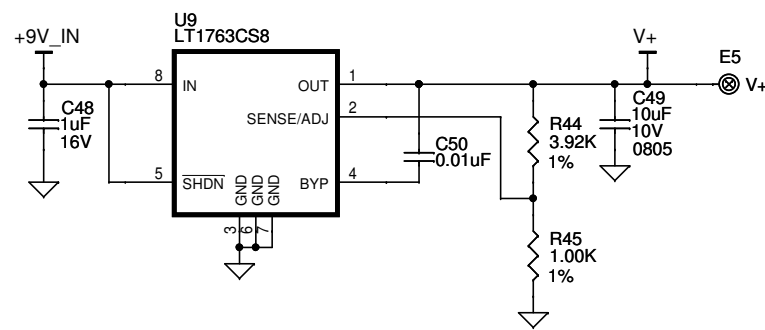 U9
LT1763CS8
+9V_IN
V+
E5
V+
8
IN
OUT
1
C48
1uF
16V
SENSE/ADJ
2
R44
3.92K
1%
C49
10uF
10V
0805
C50
0.01uF
5
SHDN
GND
GND
GND
BYP
4
3
6
7
R45
1.00K
1%